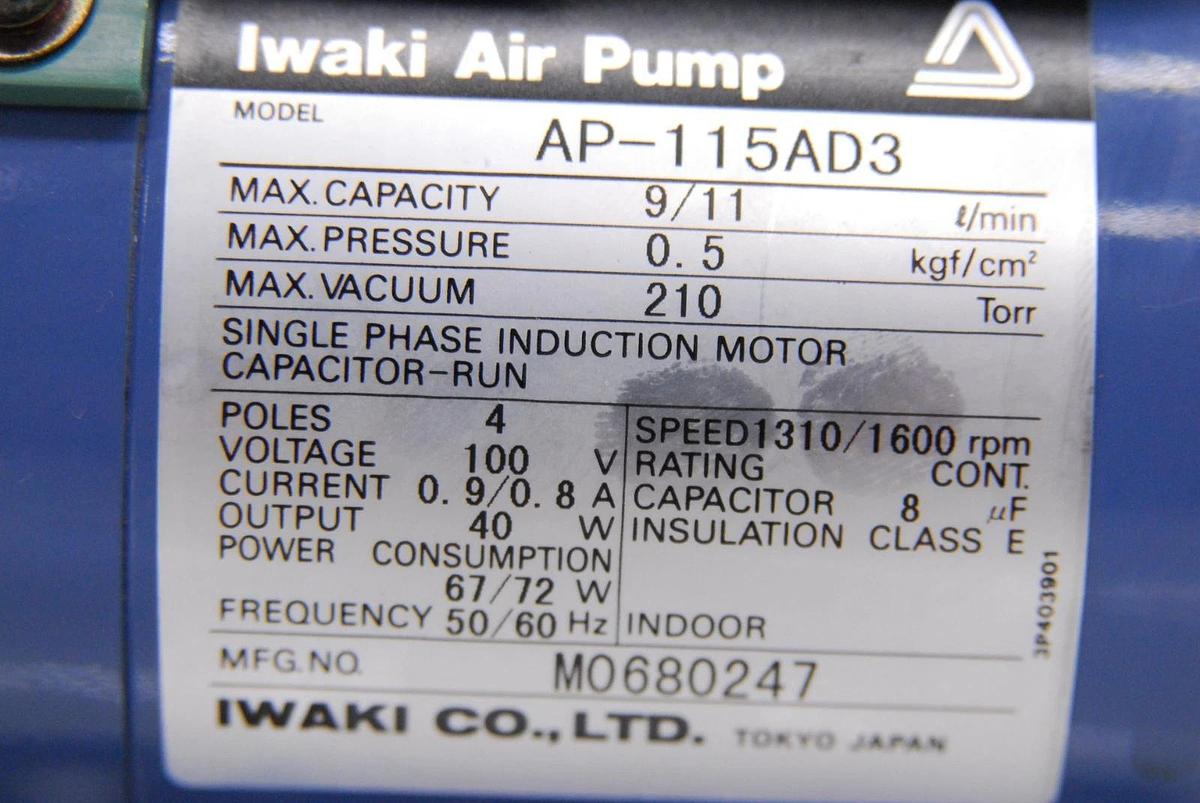 Iwaki Air Pump
MODEL AP-115AD3
MAX. CAPACITY 9/11 ℓ/min
MAX. PRESSURE 0.5 kgf/cm²
MAX. VACUUM 210 Torr
SINGLE PHASE INDUCTION MOTOR
CAPACITOR-RUN
POLES 4
VOLTAGE 100 V
CURRENT 0.9/0.8 A
OUTPUT 40 W
POWER CONSUMPTION
67/72 W
FREQUENCY 50/60 Hz
SPEED 1310/1600 rpm
RATING CONT.
CAPACITOR 8 μF
INSULATION CLASS E
INDOOR
3P403901
MFG. NO. M0680247
IWAKI CO., LTD. TOKYO JAPAN